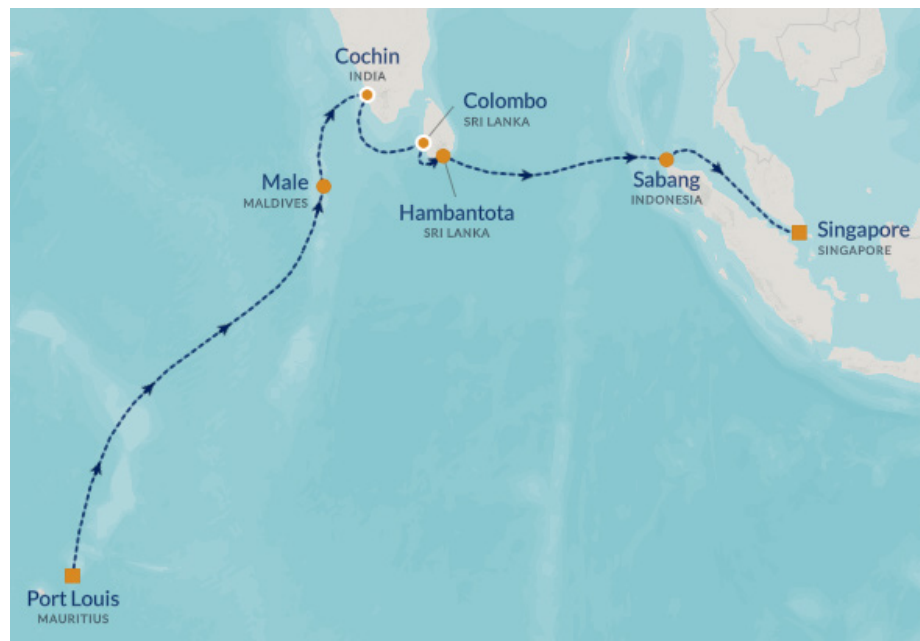 Cochin
INDIA
Colombo
SRI LANKA
Male
MALDIVES
Hambantota
SRI LANKA
Sabang
INDONESIA
Singapore
SINGAPORE
Port Louis
MAURITIUS